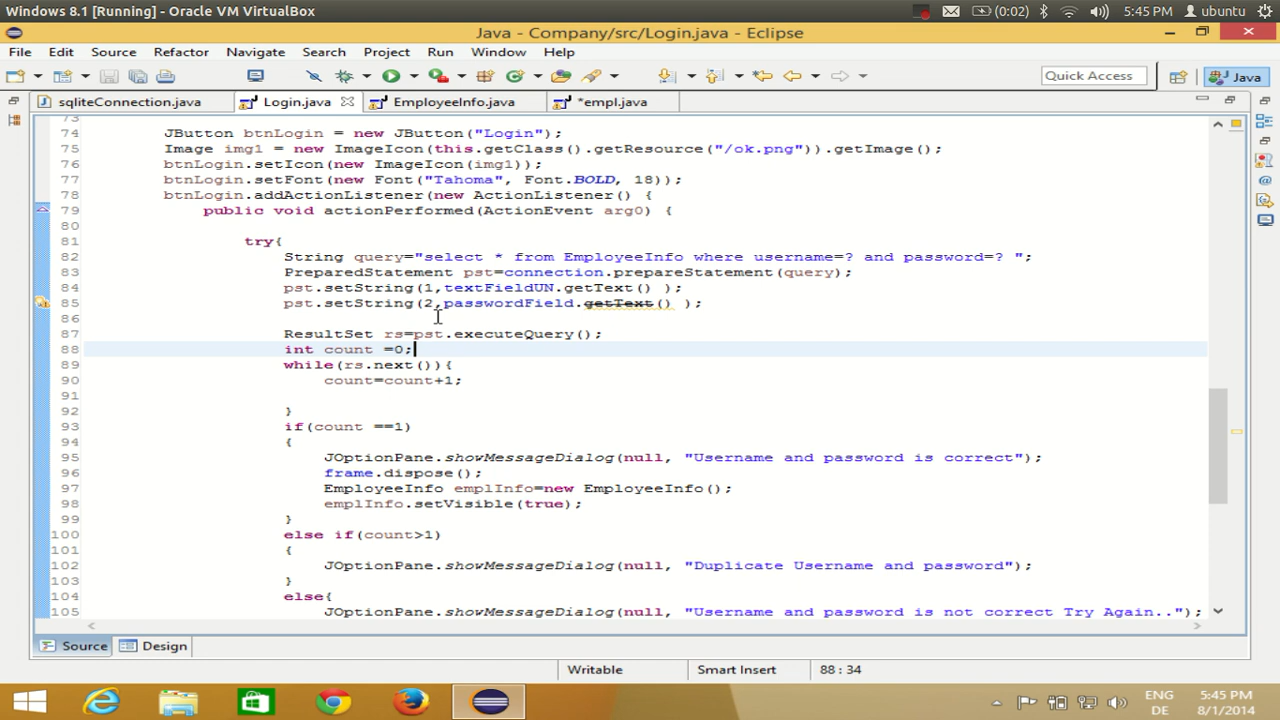 Windows 8.1 [Running] - Oracle VM VirtualBox
(0:02) 5:45 PM ubuntu
Java - Company/src/Login.java - Eclipse
File Edit Source Refactor Navigate Search Project Run Window Help
Quick Access Java
sqliteConnection.java Login.java EmployeeInfo.java *empl.java
73
74 JButton btnLogin = new JButton("Login");
75 Image img1 = new ImageIcon(this.getClass().getResource("/ok.png")).getImage();
76 btnLogin.setIcon(new ImageIcon(img1));
77 btnLogin.setFont(new Font("Tahoma", Font.BOLD, 18));
78 btnLogin.addActionListener(new ActionListener() {
79 public void actionPerformed(ActionEvent arg0) {
80
81 try{
82 String query="select * from EmployeeInfo where username=? and password=? ";
83 PreparedStatement pst=connection.prepareStatement(query);
84 pst.setString(1,textFieldUN.getText() );
85 pst.setString(2,passwordField.getText() );
86
87 ResultSet rs=pst.executeQuery();
88 int count =0;
89 while(rs.next()){
90 count=count+1;
91
92 }
93 if(count ==1)
94 {
95 JOptionPane.showMessageDialog(null, "Username and password is correct");
96 frame.dispose();
97 EmployeeInfo emplInfo=new EmployeeInfo();
98 emplInfo.setVisible(true);
99 }
100 else if(count>1)
101 {
102 JOptionPane.showMessageDialog(null, "Duplicate Username and password");
103 }
104 else{
105 JOptionPane.showMessageDialog(null, "Username and password is not correct Try Again..");
Source Design
Writable Smart Insert 88 : 34
ENG 5:45 PM
DE 8/1/2014